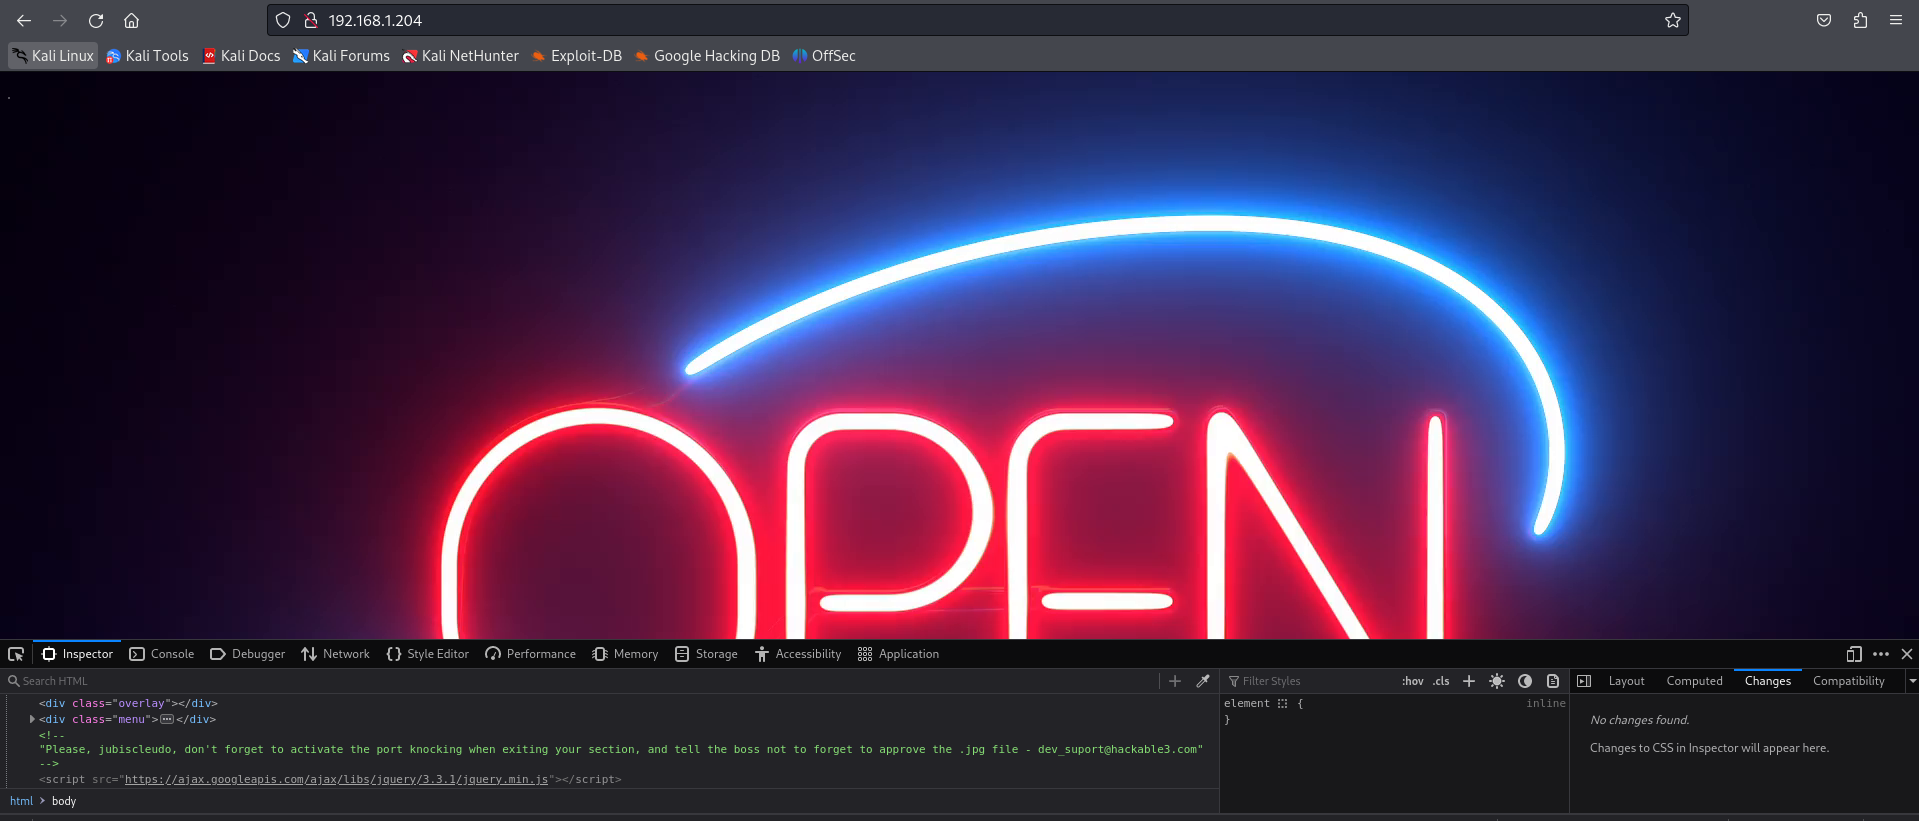 192.168.1.204
Kali Linux Kali Tools Kali Docs Kali Forums Kali NetHunter Exploit-DB Google Hacking DB OffSec
OPEN
Inspector Console Debugger Network Style Editor Performance Memory Storage Accessibility Application
Search HTML
<div class="overlay"></div>
<div class="menu"></div>
<!--
"Please, jubiscleudo, don't forget to activate the port knocking when exiting your section, and tell the boss not to forget to approve the .jpg file - dev_suport@hackable3.com"
-->
<script src="https://ajax.googleapis.com/ajax/libs/jquery/3.3.1/jquery.min.js"></script>
html > body
Filter Styles :hov .cls
element { inline
}
Layout Computed Changes Compatibility
No changes found.
Changes to CSS in Inspector will appear here.